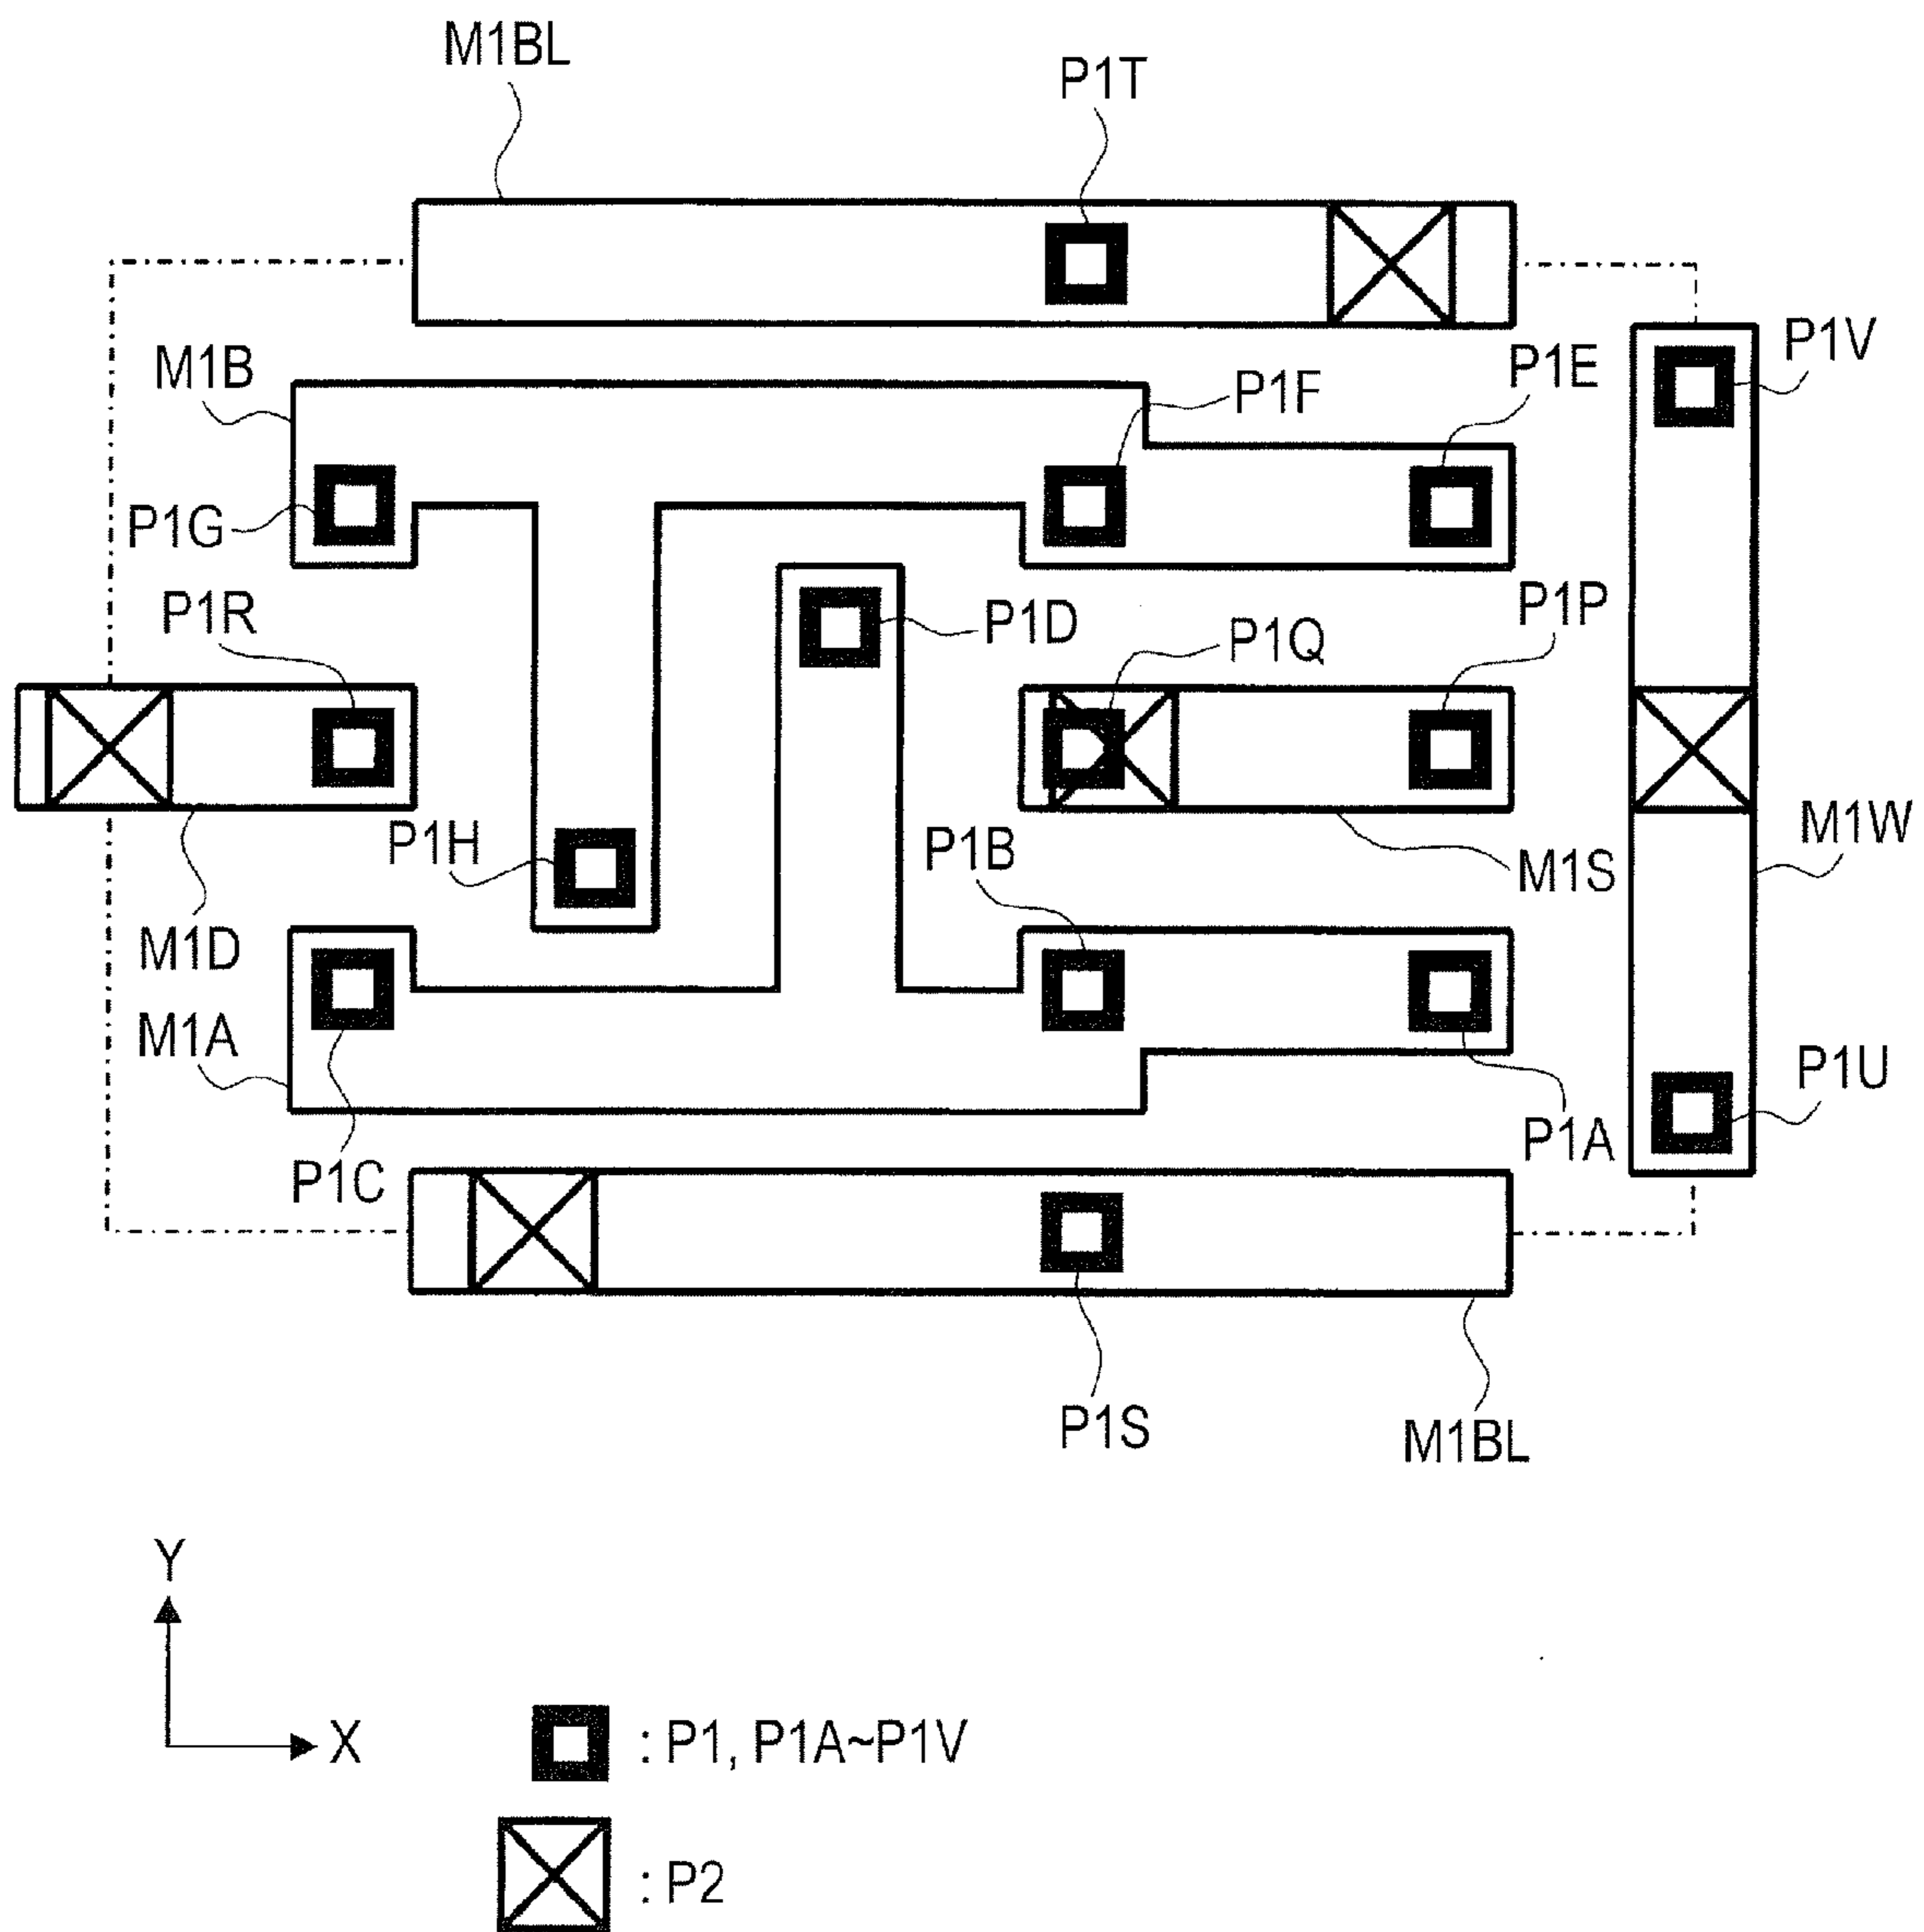 M1BL
P1T
P1V
M1B
P1E
P1F
P1G
P1R
P1D
P1P
P1Q
P1H
P1B
M1W
M1S
M1D
M1A
P1U
P1A
P1C
P1S
M1BL
Y
X
: P1, P1A~P1V
: P2